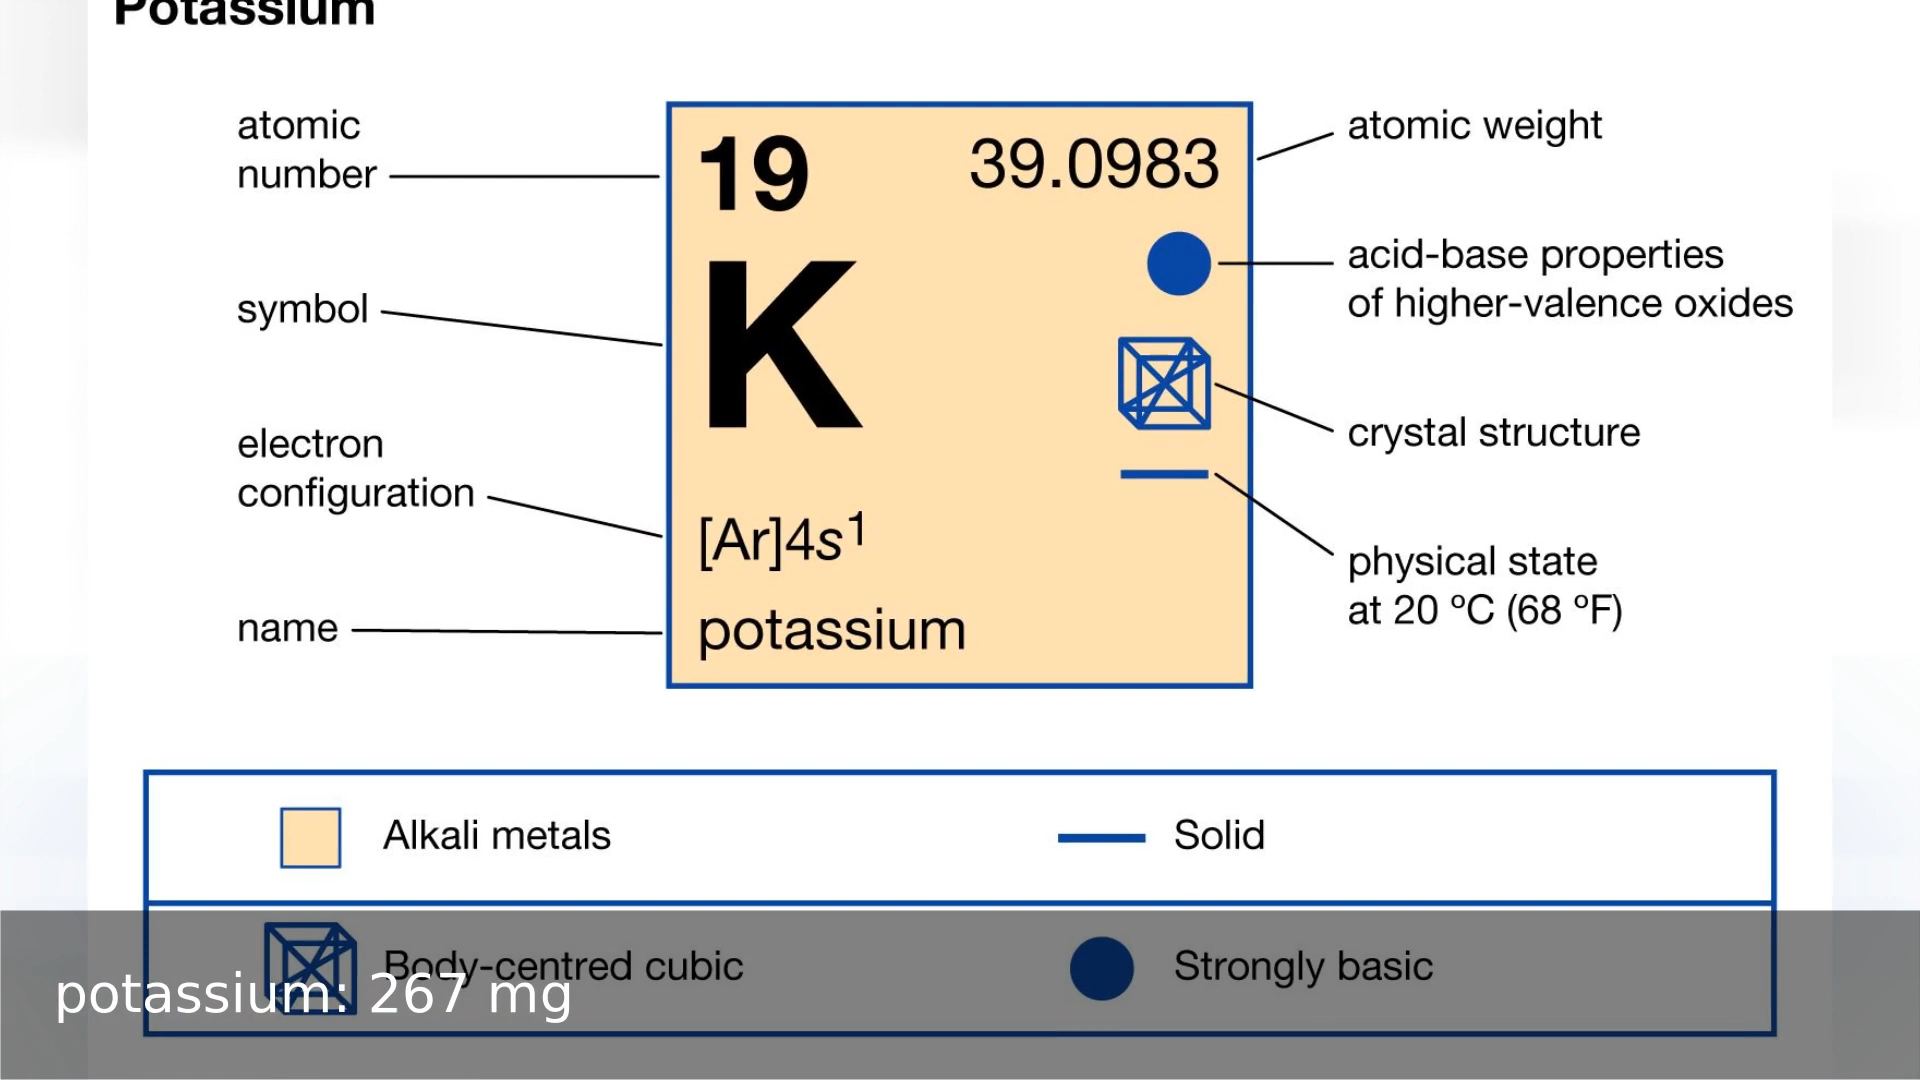 Potassium
atomic
number
symbol
electron
configuration
name
19
39.0983
K
[Ar]4s¹
potassium
atomic weight
acid-base properties
of higher-valence oxides
crystal structure
physical state
at 20 ºC (68 ºF)
Alkali metals
Solid
Body-centred cubic
Strongly basic
potassium: 267 mg